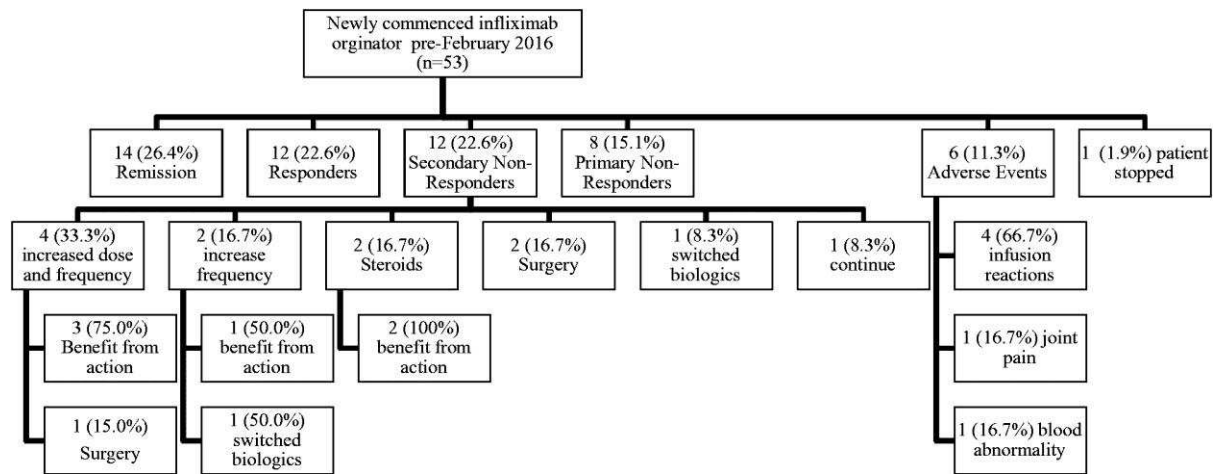 Newly commenced infliximab
orginator pre-February 2016
(n=53)
14 (26.4%)
Remission
12 (22.6%)
Responders
12 (22.6%)
Secondary Non-
Responders
8 (15.1%)
Primary Non-
Responders
6 (11.3%)
Adverse Events
1 (1.9%) patient
stopped
4 (33.3%)
increased dose
and frequency
2 (16.7%)
increase
frequency
2 (16.7%)
Steroids
2 (16.7%)
Surgery
1 (8.3%)
switched
biologics
1 (8.3%)
continue
4 (66.7%)
infusion
reactions
3 (75.0%)
Benefit from
action
1 (50.0%)
benefit from
action
2 (100%)
benefit from
action
1 (16.7%) joint
pain
1 (15.0%)
Surgery
1 (50.0%)
switched
biologics
1 (16.7%) blood
abnormality